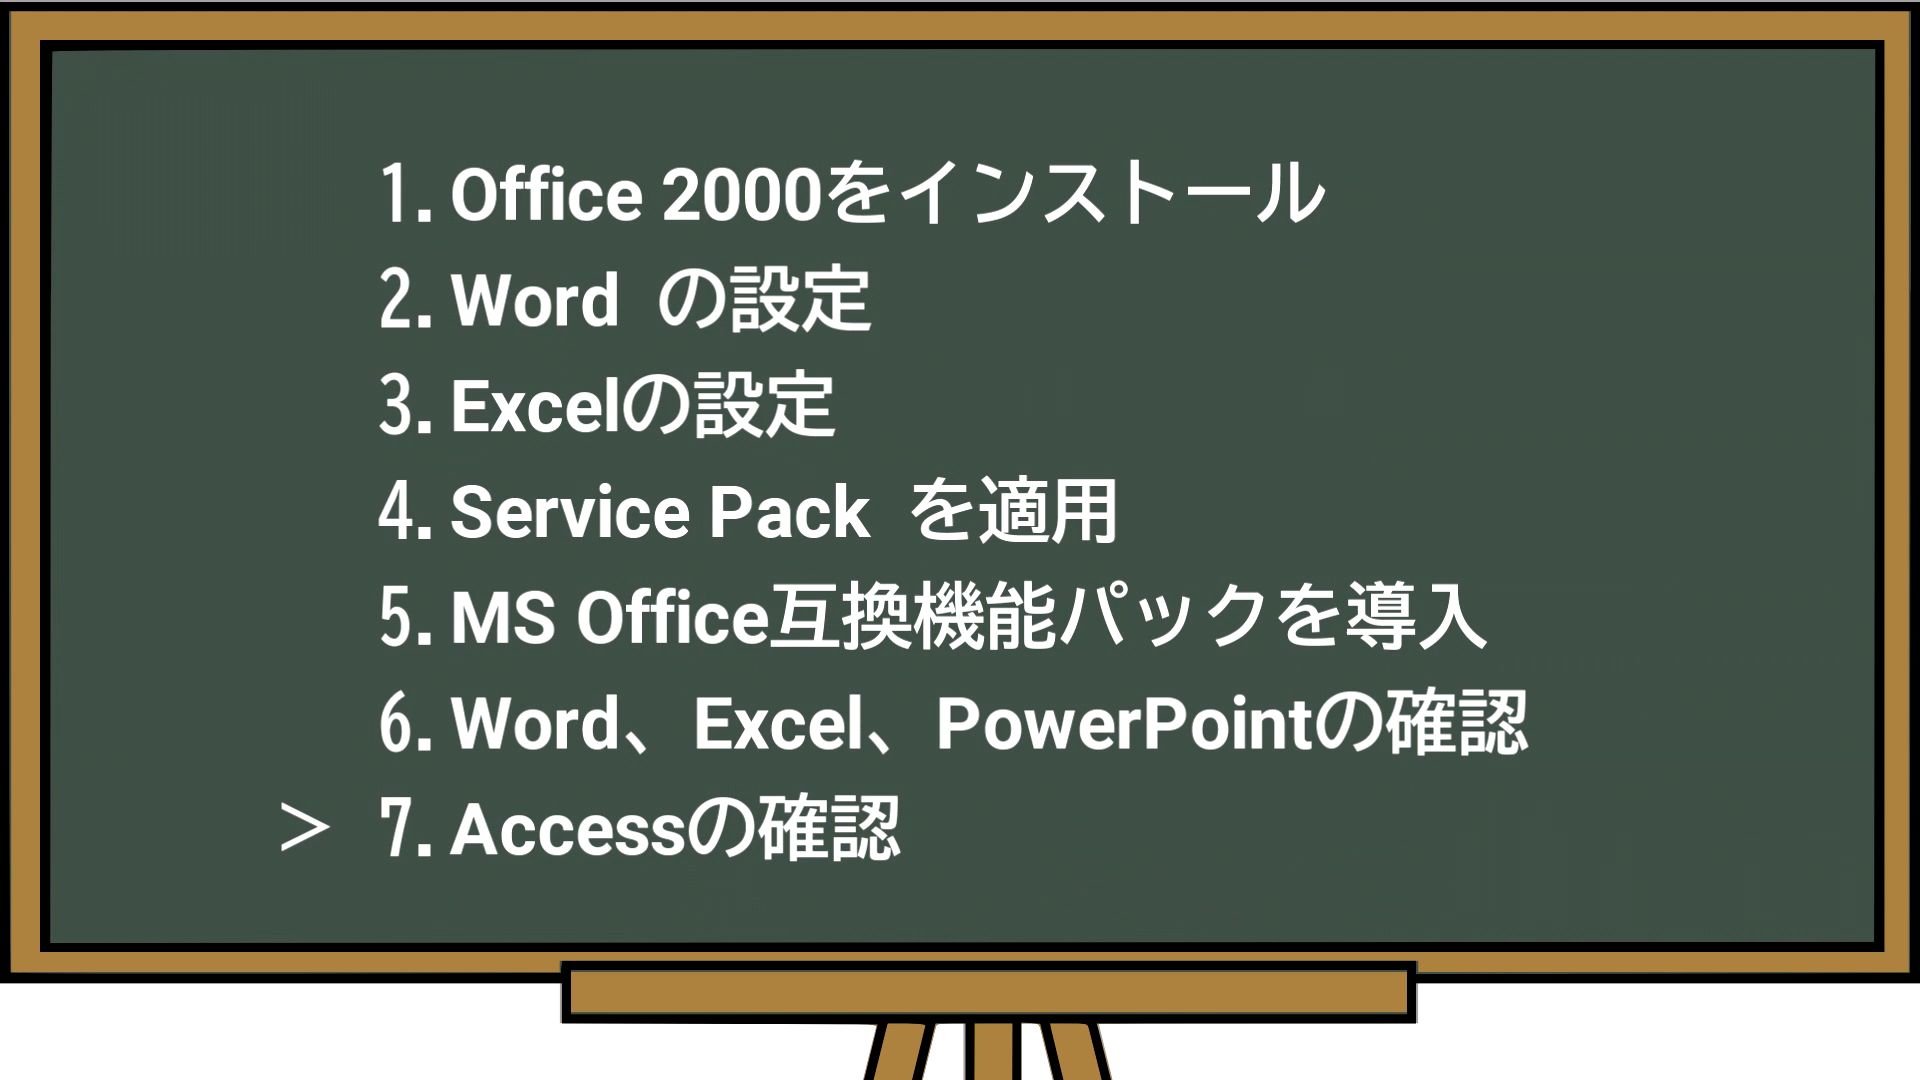 1. Office 2000をインストール
2. Word の設定
3. Excelの設定
4. Service Pack を適用
5. MS Office互換機能パックを導入
6. Word、Excel、PowerPointの確認
> 7. Accessの確認